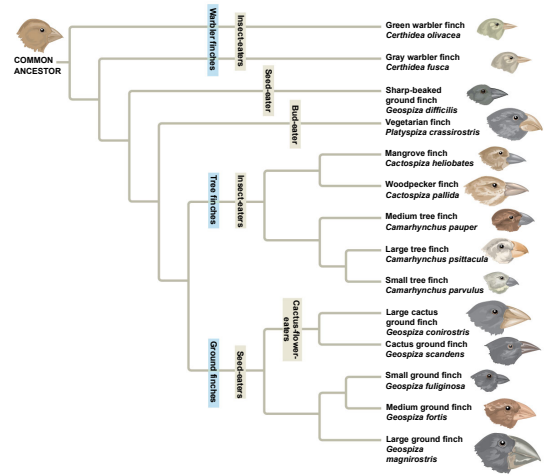 COMMON
ANCESTOR
Warbler finches
Insect-eaters
Green warbler finch
Certhidea olivacea
Gray warbler finch
Certhidea fusca
Seed-eater
Sharp-beaked
ground finch
Geospiza difficilis
Bud-eater
Vegetarian finch
Platyspiza crassirostris
Tree finches
Insect-eaters
Mangrove finch
Cactospiza heliobates
Woodpecker finch
Cactospiza pallida
Medium tree finch
Camarhynchus pauper
Large tree finch
Camarhynchus psittacula
Small tree finch
Camarhynchus parvulus
Ground finches
Seed-eaters
Cactus-flower-
eaters
Large cactus
ground finch
Geospiza conirostris
Cactus ground finch
Geospiza scandens
Small ground finch
Geospiza fuliginosa
Medium ground finch
Geospiza fortis
Large ground finch
Geospiza
magnirostris